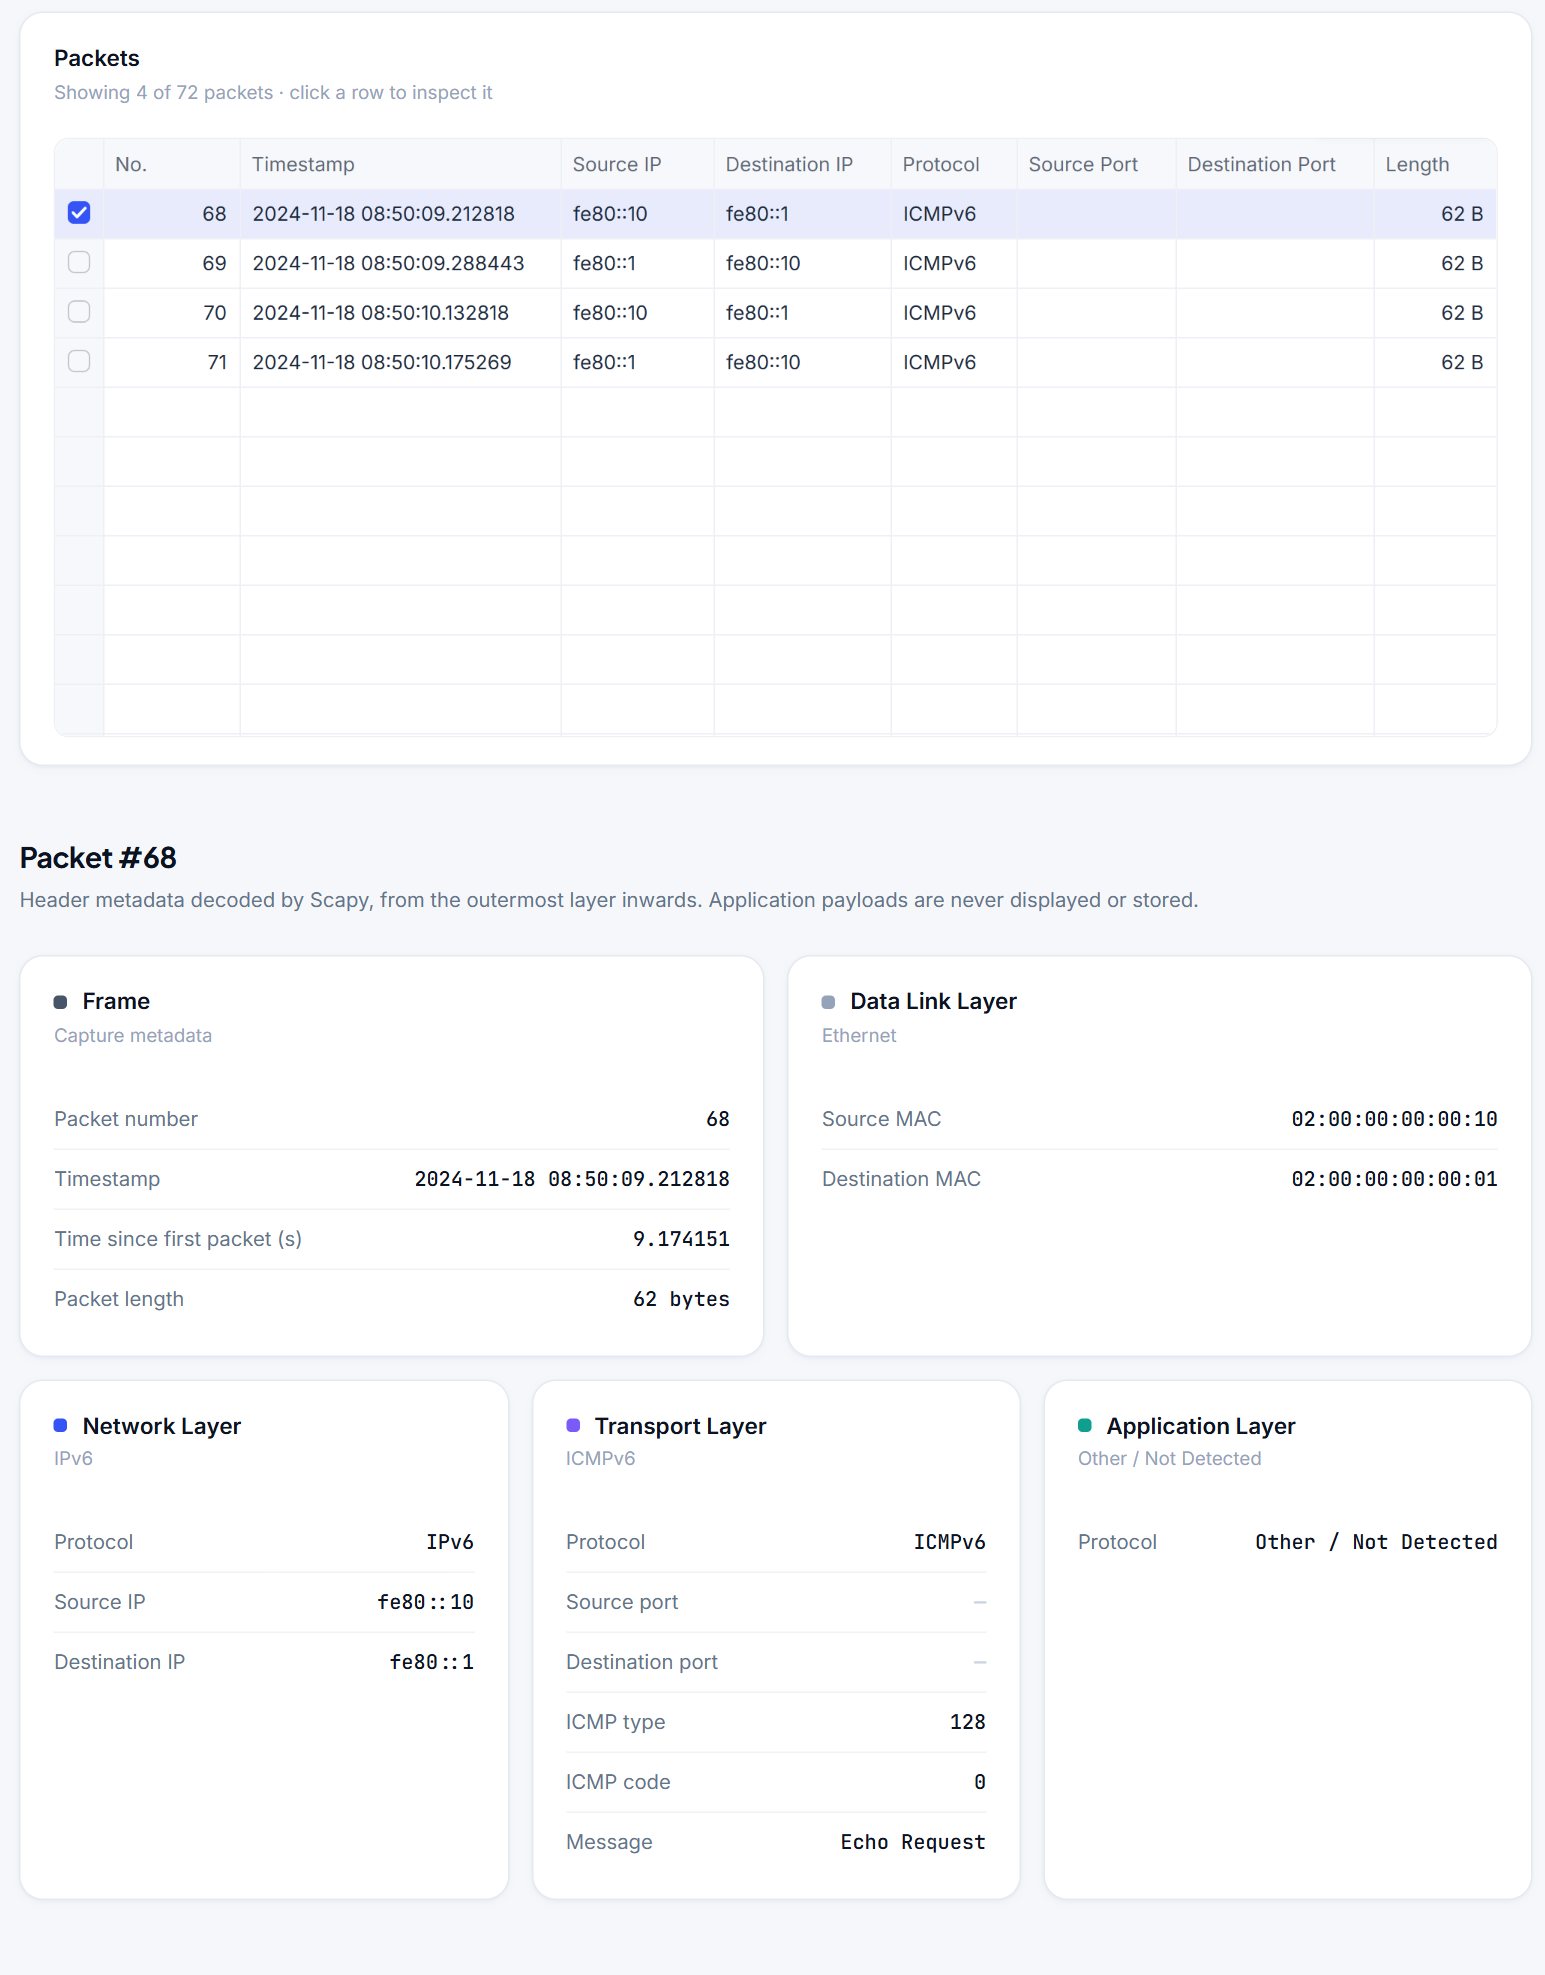 Packets
Showing 4 of 72 packets · click a row to inspect it
No. Timestamp Source IP Destination IP Protocol Source Port Destination Port Length
68 2024-11-18 08:50:09.212818 fe80::10 fe80::1 ICMPv6 62 B
69 2024-11-18 08:50:09.288443 fe80::1 fe80::10 ICMPv6 62 B
70 2024-11-18 08:50:10.132818 fe80::10 fe80::1 ICMPv6 62 B
71 2024-11-18 08:50:10.175269 fe80::1 fe80::10 ICMPv6 62 B
Packet #68
Header metadata decoded by Scapy, from the outermost layer inwards. Application payloads are never displayed or stored.
Frame
Capture metadata
Packet number 68
Timestamp 2024-11-18 08:50:09.212818
Time since first packet (s) 9.174151
Packet length 62 bytes
Data Link Layer
Ethernet
Source MAC 02:00:00:00:00:10
Destination MAC 02:00:00:00:00:01
Network Layer
IPv6
Protocol IPv6
Source IP fe80::10
Destination IP fe80::1
Transport Layer
ICMPv6
Protocol ICMPv6
Source port –
Destination port –
ICMP type 128
ICMP code 0
Message Echo Request
Application Layer
Other / Not Detected
Protocol Other / Not Detected